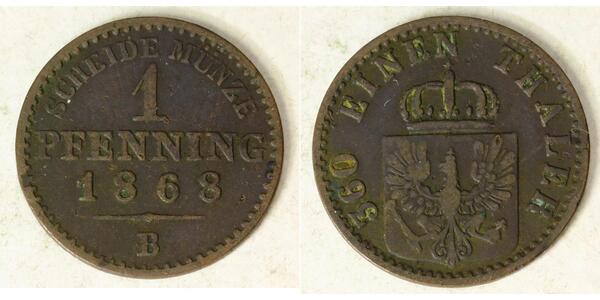 SCHEIDE MÜNZE
1
PFENNING
1868
B
360 EINEN THALER